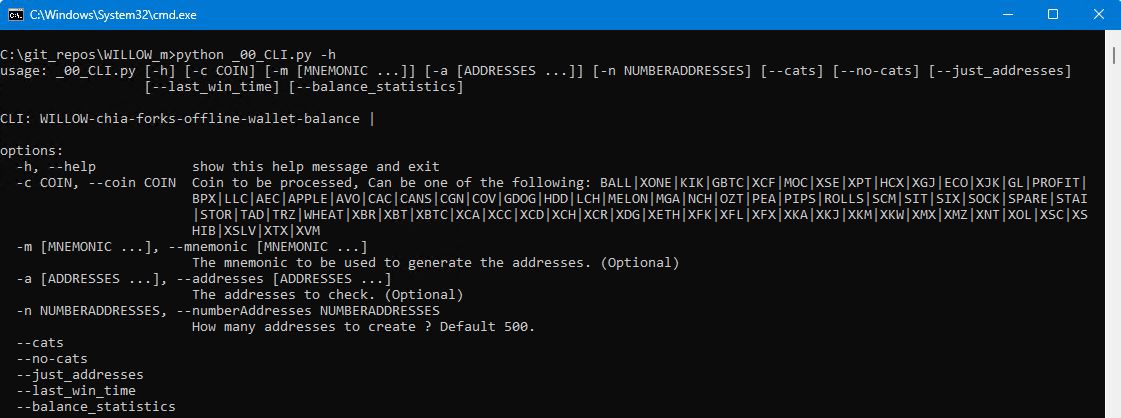 C:\Windows\System32\cmd.exe
C:\git_repos\WILLOW_m>python _00_CLI.py -h
usage: _00_CLI.py [-h] [-c COIN] [-m [MNEMONIC ...]] [-a [ADDRESSES ...]] [-n NUMBERADDRESSES] [--cats] [--no-cats] [--just_addresses]
[--last_win_time] [--balance_statistics]
CLI: WILLOW-chia-forks-offline-wallet-balance |
options:
-h, --help show this help message and exit
-c COIN, --coin COIN Coin to be processed, Can be one of the following: BALL|XONE|KIK|GBTC|XCF|MOC|XSE|XPT|HCX|XGJ|ECO|XJK|GL|PROFIT|
BPX|LLC|AEC|APPLE|AVO|CAC|CANS|CGN|COV|GDOG|HDD|LCH|MELON|MGA|NCH|OZT|PEA|PIPS|ROLLS|SCM|SIT|SIX|SOCK|SPARE|STAI
|STOR|TAD|TRZ|WHEAT|XBR|XBT|XBTC|XCA|XCC|XCD|XCH|XCR|XDG|XETH|XFK|XFL|XFX|XKA|XKJ|XKM|XKW|XMX|XMZ|XNT|XOL|XSC|XS
HIB|XSLV|XTX|XVM
-m [MNEMONIC ...], --mnemonic [MNEMONIC ...]
The mnemonic to be used to generate the addresses. (Optional)
-a [ADDRESSES ...], --addresses [ADDRESSES ...]
The addresses to check. (Optional)
-n NUMBERADDRESSES, --numberAddresses NUMBERADDRESSES
How many addresses to create ? Default 500.
--cats
--no-cats
--just_addresses
--last_win_time
--balance_statistics